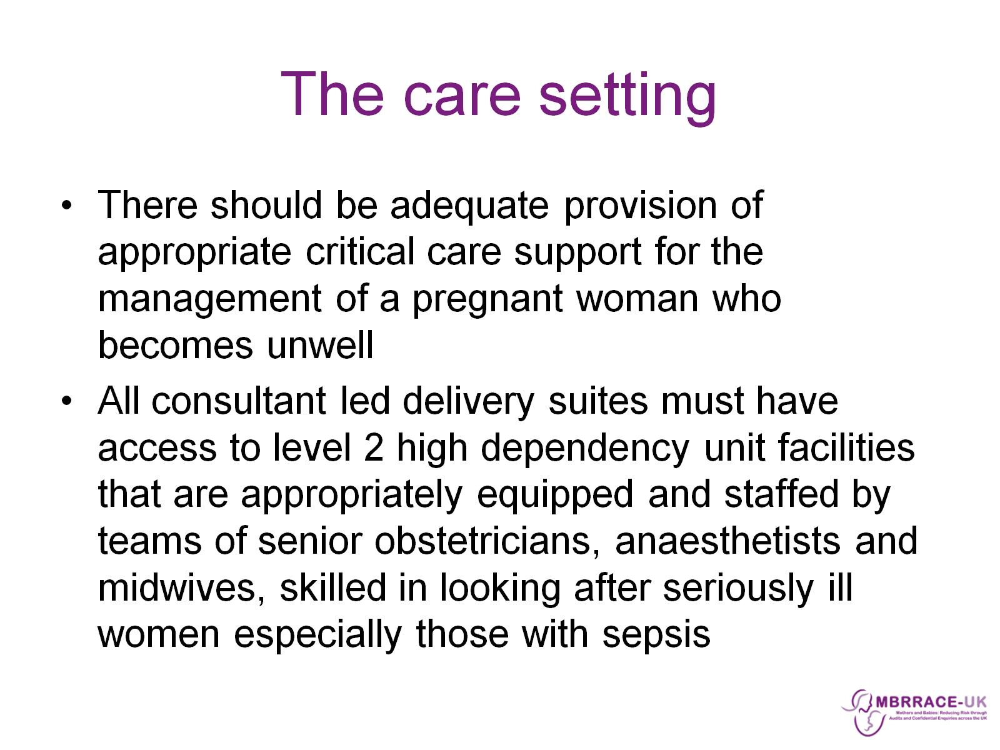 The care setting
• There should be adequate provision of
appropriate critical care support for the
management of a pregnant woman who
becomes unwell
• All consultant led delivery suites must have
access to level 2 high dependency unit facilities
that are appropriately equipped and staffed by
teams of senior obstetricians, anaesthetists and
midwives, skilled in looking after seriously ill
women especially those with sepsis
MBRRACE-UK
Mothers and Babies: Reducing Risk through
Audits and Confidential Enquiries across the UK